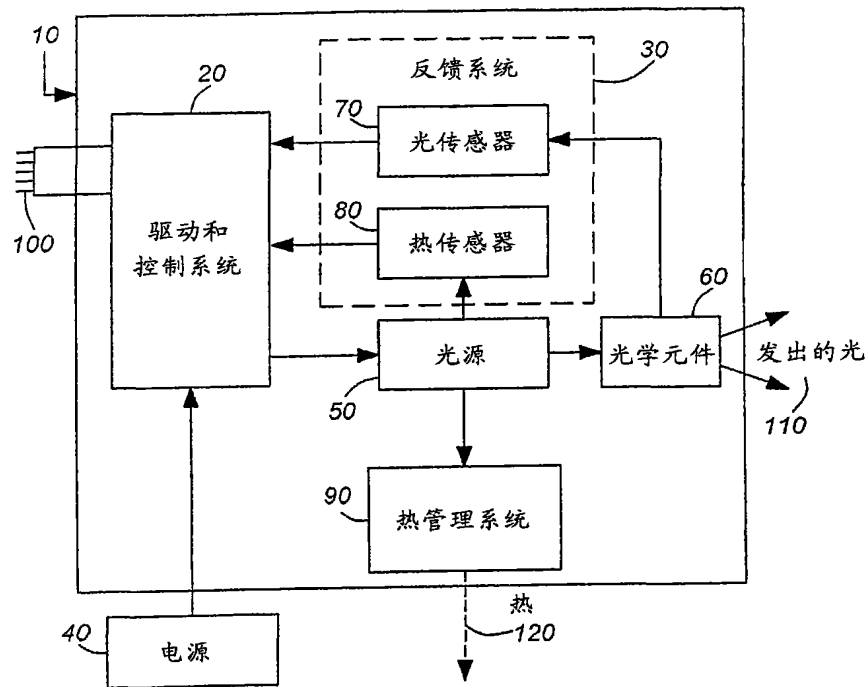 10
20
反馈系统
30
70
光传感器
80
热传感器
100
驱动和
控制系统
60
光源
50
光学元件
发出的光
110
90
热管理系统
热
120
40
电源